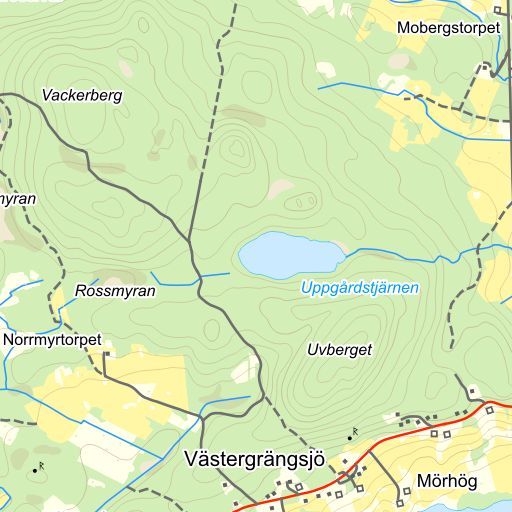 Mobergstorpet
Vackerberg
myran
Uppgårdstjärnen
Rossmyran
Norrmyrtorpet
Uvberget
Västergrängsjö
Mörhög